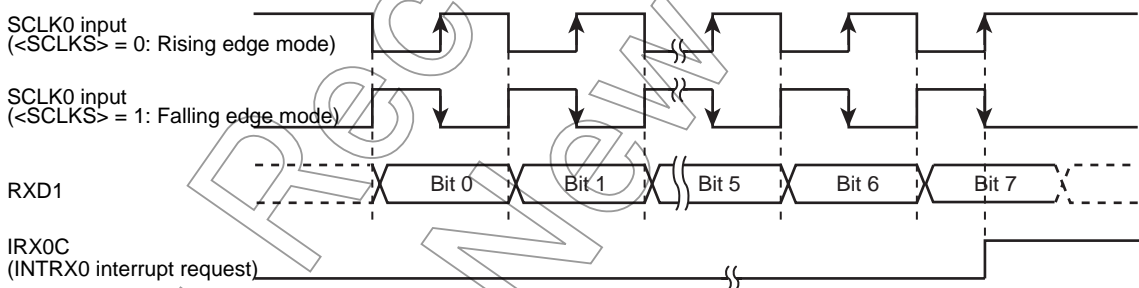 SCLK0 input
(<SCLKS> = 0: Rising edge mode)
SCLK0 input
(<SCLKS> = 1: Falling edge mode)
RXD1
Bit 0 Bit 1 Bit 5 Bit 6 Bit 7
IRX0C
(INTRX0 interrupt request)
New